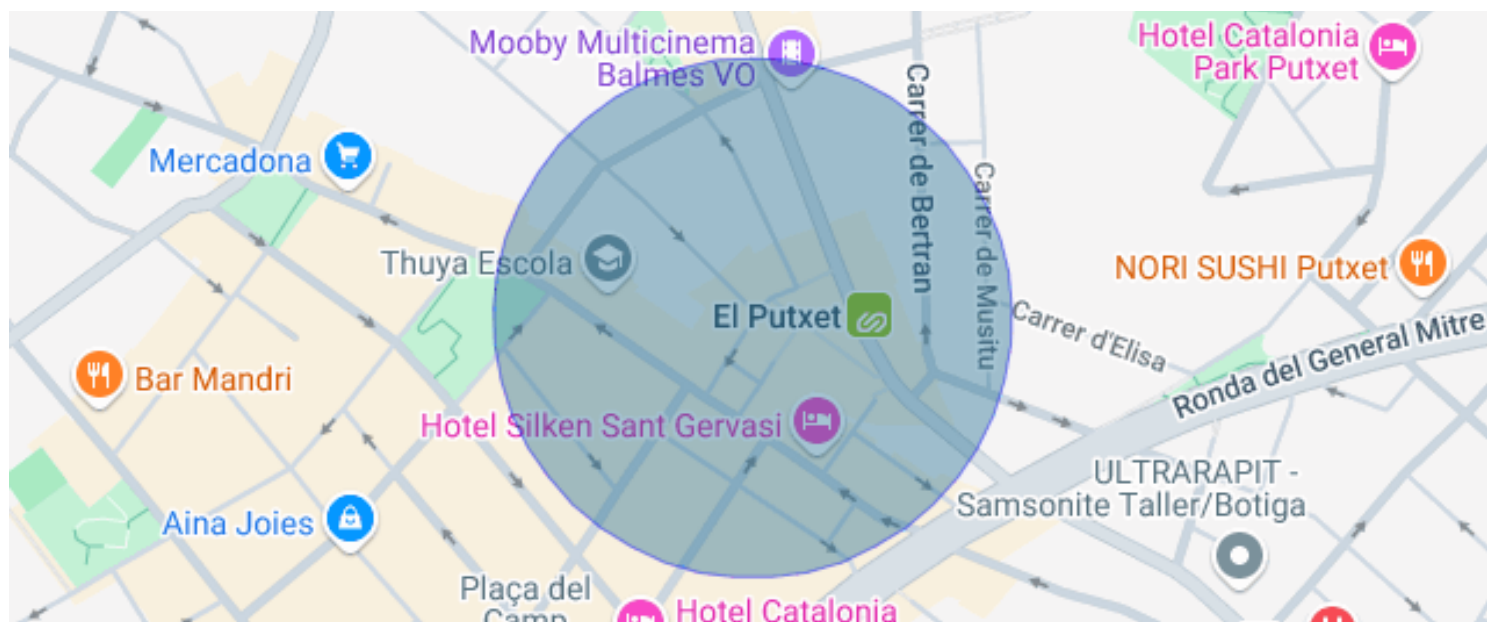 Mooby Multicinema
Balmes VO
Hotel Catalonia
Park Putxet
Carrer de Bertran
Mercadona
Carrer de Musitu
Thuya Escola
NORI SUSHI Putxet
El Putxet
Carrer d'Elisa
Ronda del General Mitre
Bar Mandri
Hotel Silken Sant Gervasi
ULTRARAPIT -
Samsonite Taller/Botiga
Aina Joies
Plaça del
Camp
Hotel Catalonia